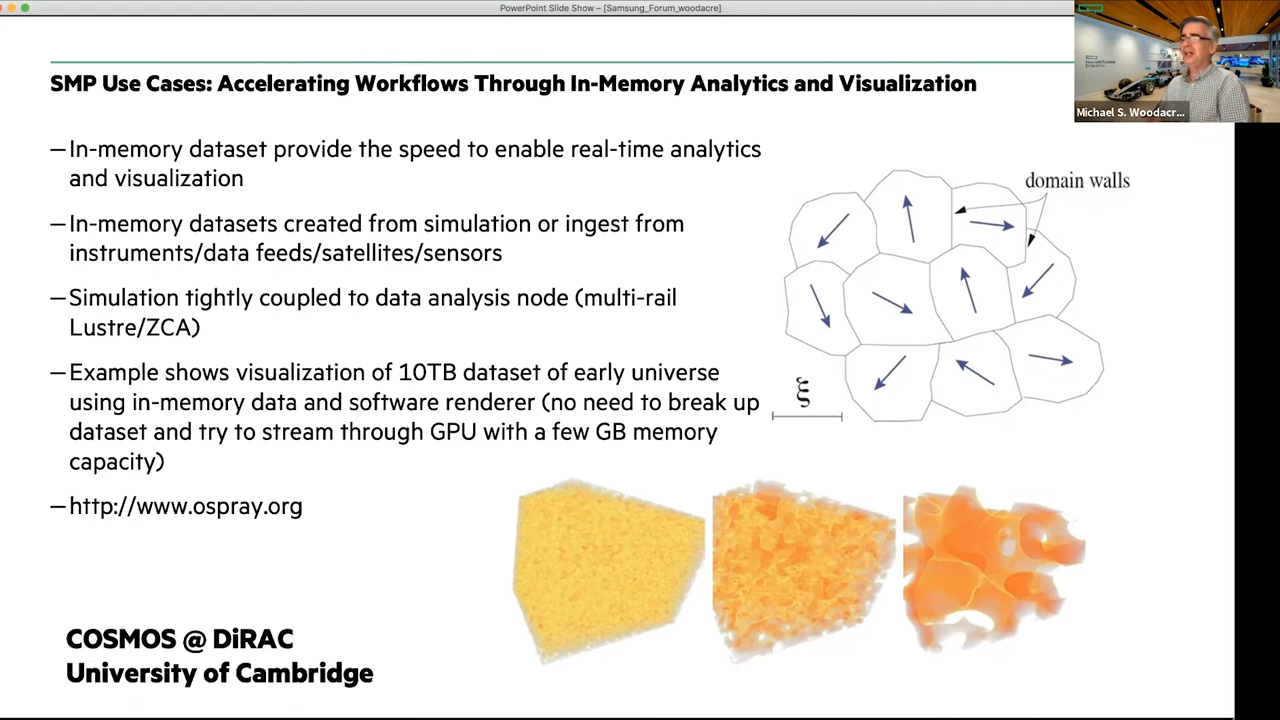 PowerPoint Slide Show – [Samsung_Forum_woodacre]
SMP Use Cases: Accelerating Workflows Through In-Memory Analytics and Visualization
Michael S. Woodacr...
– In-memory dataset provide the speed to enable real-time analytics
and visualization
– In-memory datasets created from simulation or ingest from
instruments/data feeds/satellites/sensors
– Simulation tightly coupled to data analysis node (multi-rail
Lustre/ZCA)
– Example shows visualization of 10TB dataset of early universe
using in-memory data and software renderer (no need to break up
dataset and try to stream through GPU with a few GB memory
capacity)
– http://www.ospray.org
domain walls
ξ
COSMOS @ DiRAC
University of Cambridge